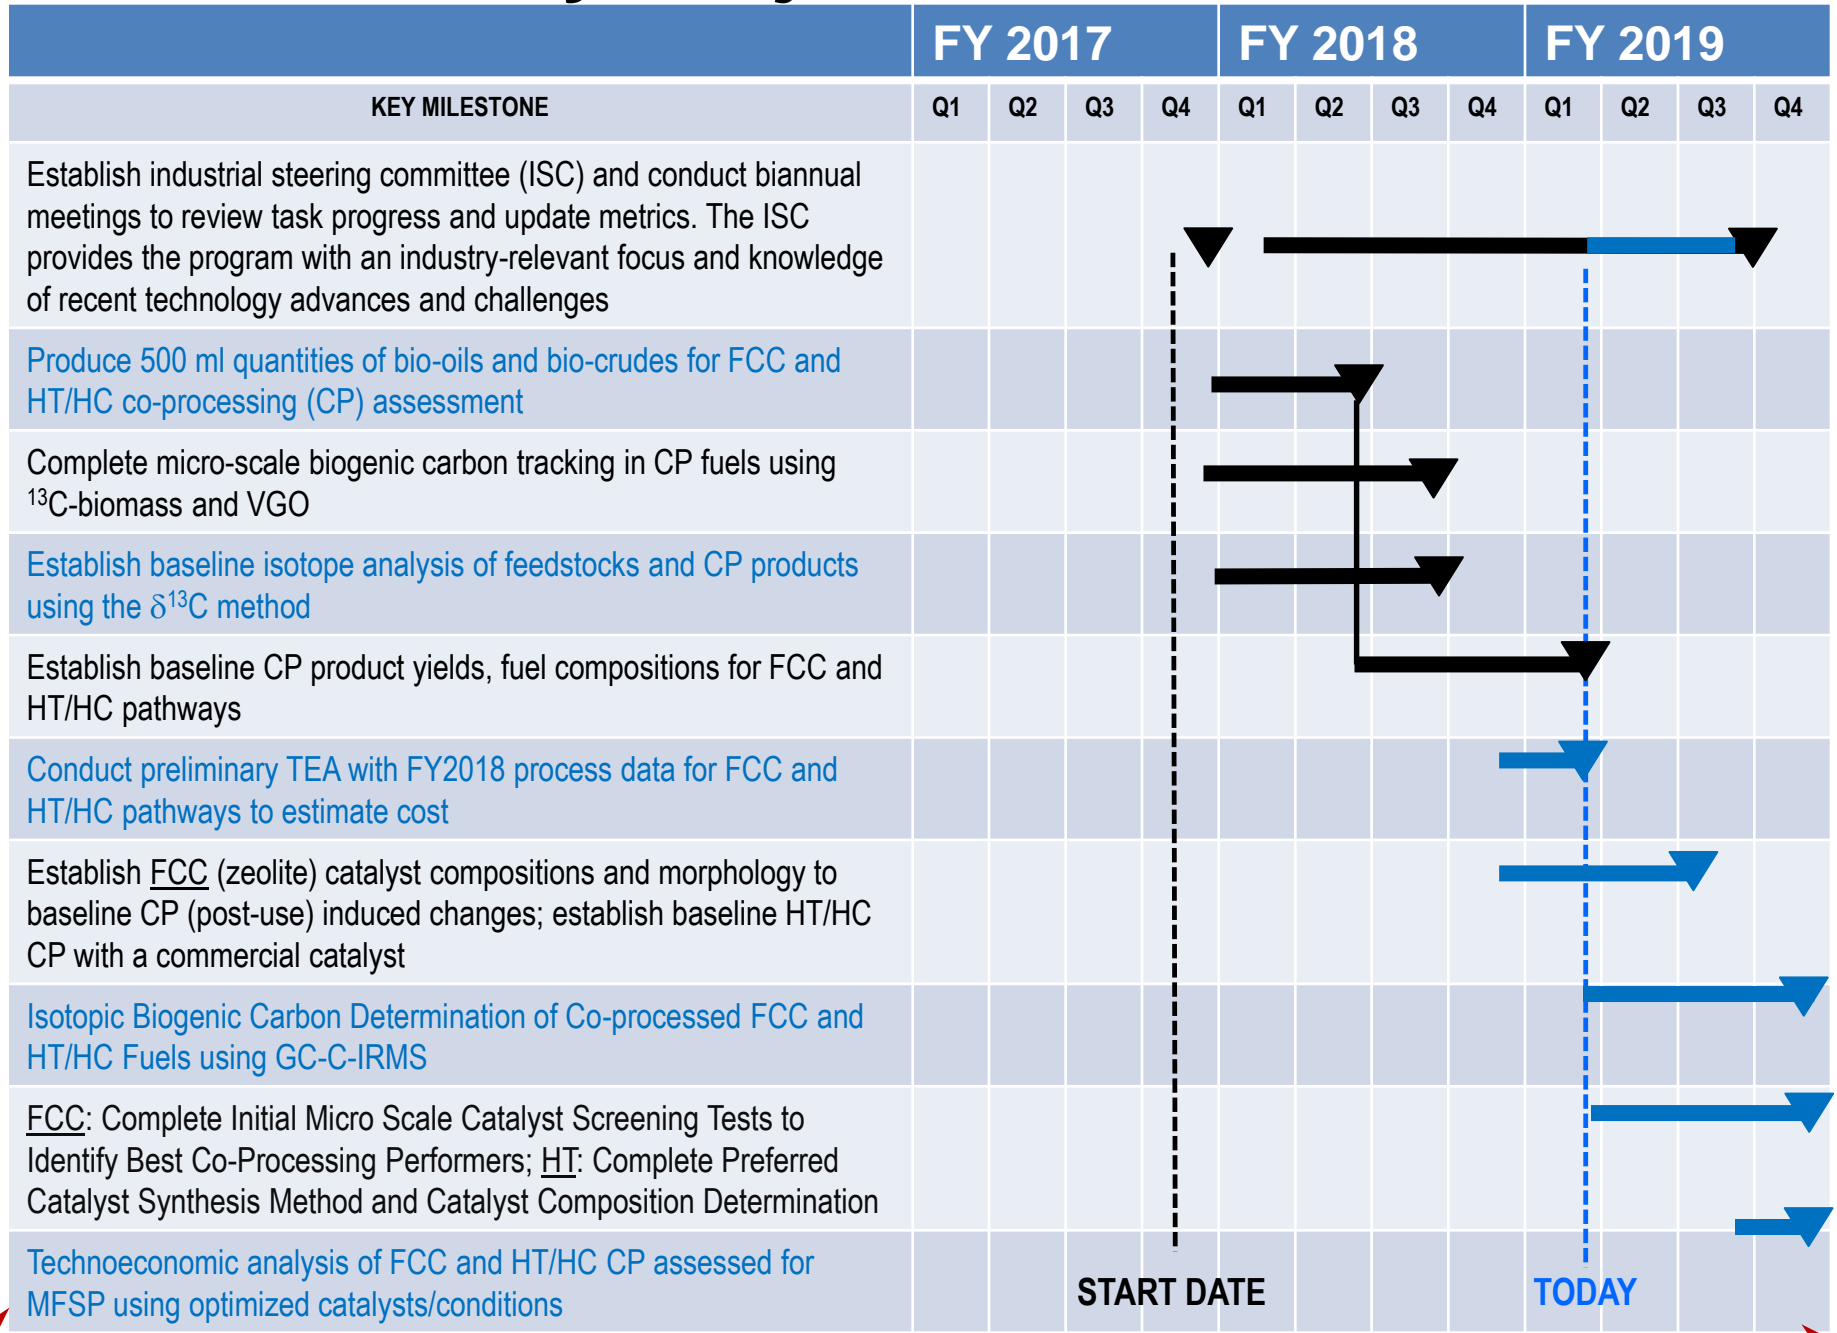 FY 2017 FY 2018 FY 2019
KEY MILESTONE Q1 Q2 Q3 Q4 Q1 Q2 Q3 Q4 Q1 Q2 Q3 Q4
Establish industrial steering committee (ISC) and conduct biannual
meetings to review task progress and update metrics. The ISC
provides the program with an industry-relevant focus and knowledge
of recent technology advances and challenges
Produce 500 ml quantities of bio-oils and bio-crudes for FCC and
HT/HC co-processing (CP) assessment
Complete micro-scale biogenic carbon tracking in CP fuels using
¹³C-biomass and VGO
Establish baseline isotope analysis of feedstocks and CP products
using the δ¹³C method
Establish baseline CP product yields, fuel compositions for FCC and
HT/HC pathways
Conduct preliminary TEA with FY2018 process data for FCC and
HT/HC pathways to estimate cost
Establish FCC (zeolite) catalyst compositions and morphology to
baseline CP (post-use) induced changes; establish baseline HT/HC
CP with a commercial catalyst
Isotopic Biogenic Carbon Determination of Co-processed FCC and
HT/HC Fuels using GC-C-IRMS
FCC: Complete Initial Micro Scale Catalyst Screening Tests to
Identify Best Co-Processing Performers; HT: Complete Preferred
Catalyst Synthesis Method and Catalyst Composition Determination
Technoeconomic analysis of FCC and HT/HC CP assessed for
MFSP using optimized catalysts/conditions
START DATE
TODAY